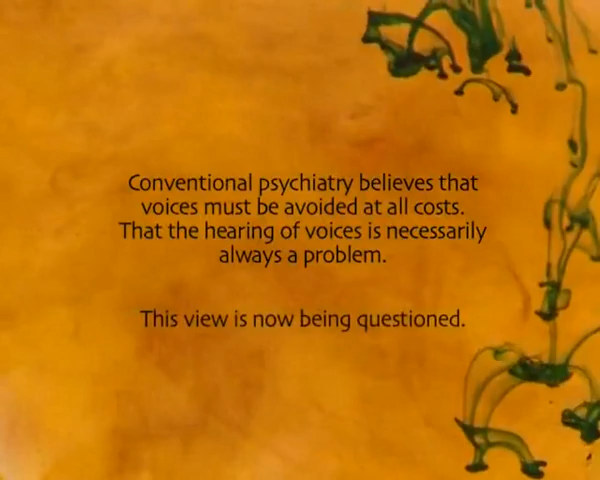 Conventional psychiatry believes that
voices must be avoided at all costs.
That the hearing of voices is necessarily
always a problem.
This view is now being questioned.